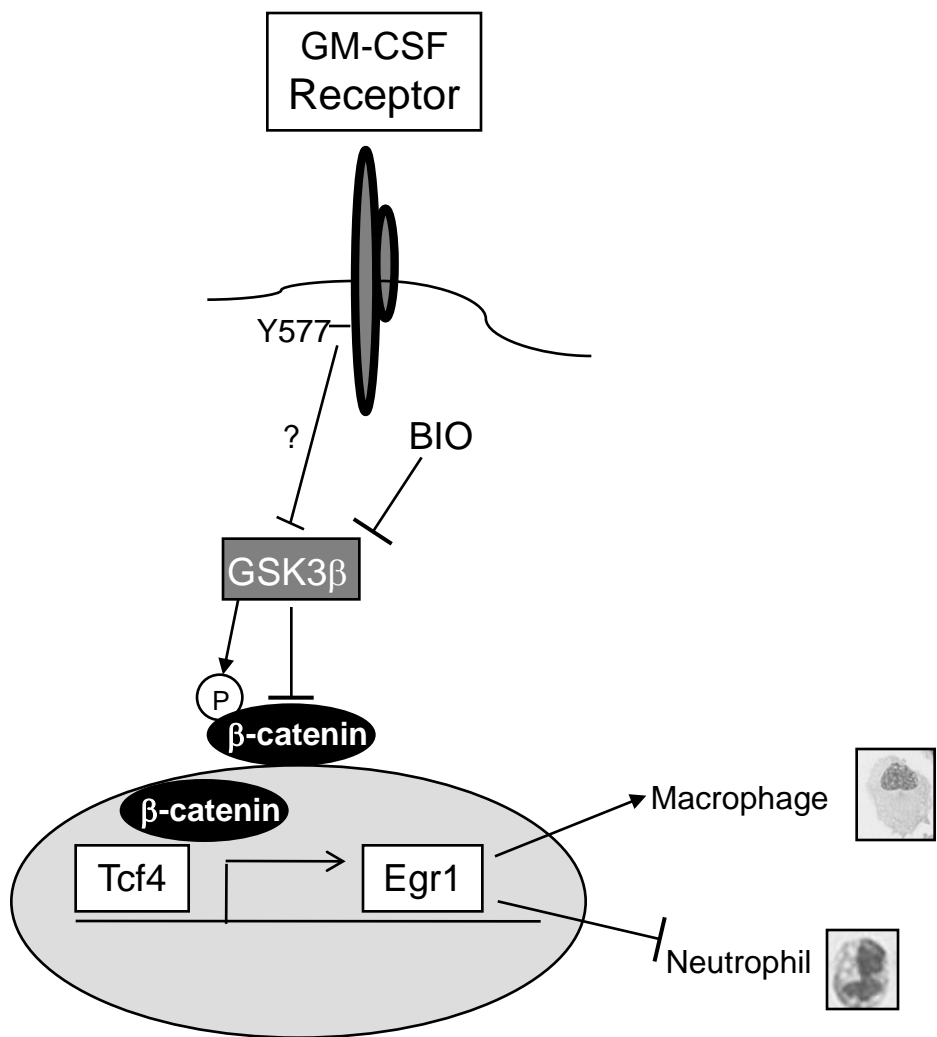 GM-CSF
Receptor
Y577
?
BIO
GSK3β
P
β-catenin
β-catenin
Tcf4
Egr1
Macrophage
Neutrophil